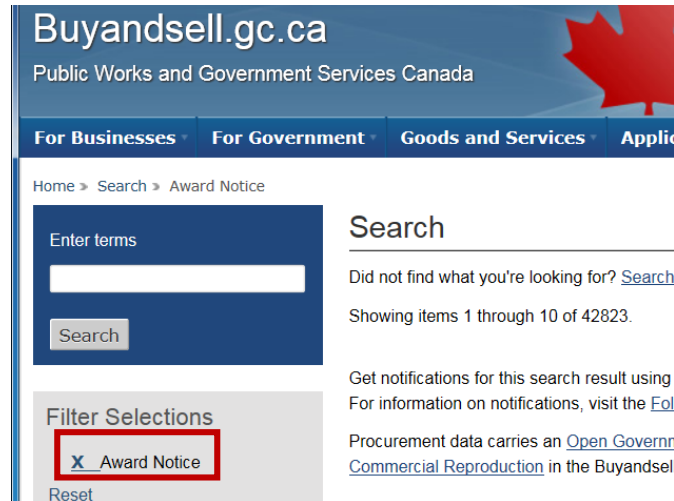 Buyandsell.gc.ca
Public Works and Government Services Canada
For Businesses For Government Goods and Services
Home » Search » Award Notice
Enter terms
Search
Filter Selections
X Award Notice
Reset
Search
Did not find what you're looking for? Search
Showing items 1 through 10 of 42823.
Get notifications for this search result using
For information on notifications, visit the
Procurement data carries an Open
Commercial Reproduction in the